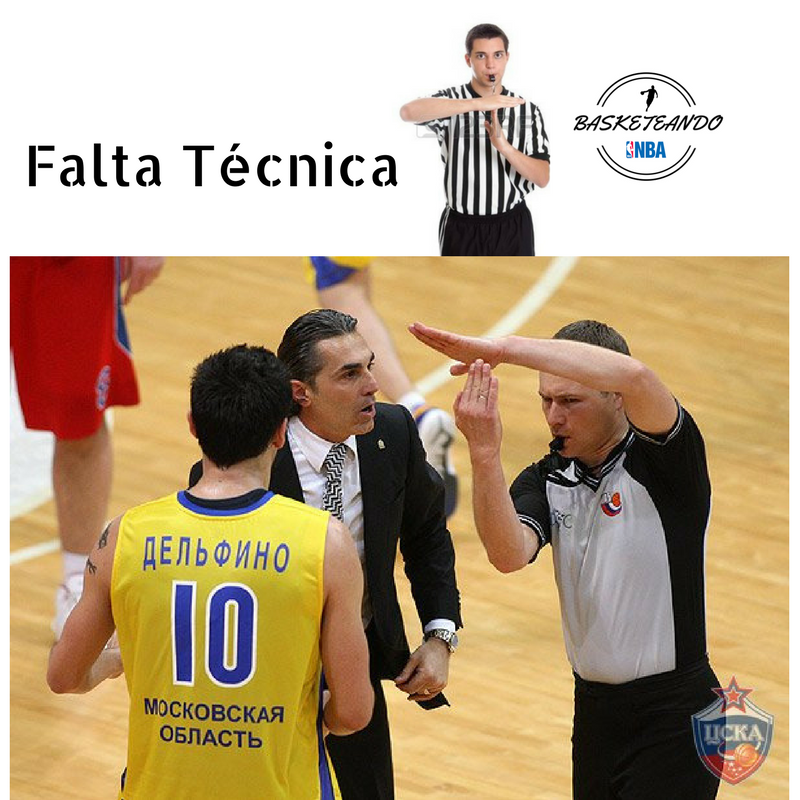 Falta Técnica
BASKETEANDO
NBA
ДЕЛЬФИНО
10
МОСКОВСКАЯ
ОБЛАСТЬ
ЦСКА